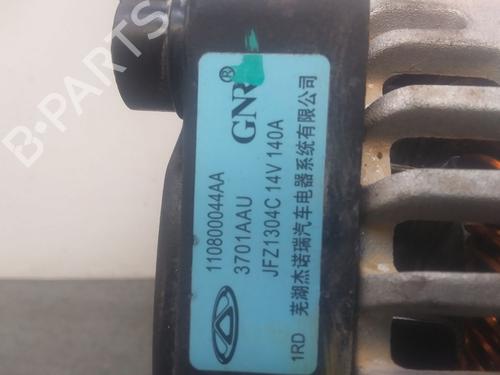 B-PARTS
GNR®
110800044AA
3701AAU
JFZ1304C 14V 140A
1RD 芜湖杰诺瑞汽车电器系统有限公司